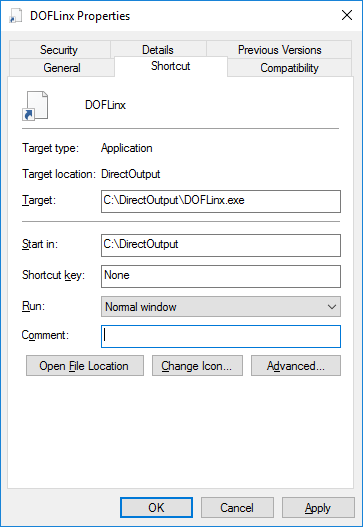 DOFLinx Properties
Security Details Previous Versions
General Shortcut Compatibility
DOFLinx
Target type: Application
Target location: DirectOutput
Target: C:\DirectOutput\DOFLinx.exe
Start in: C:\DirectOutput
Shortcut key: None
Run: Normal window
Comment:
Open File Location Change Icon... Advanced...
OK Cancel Apply